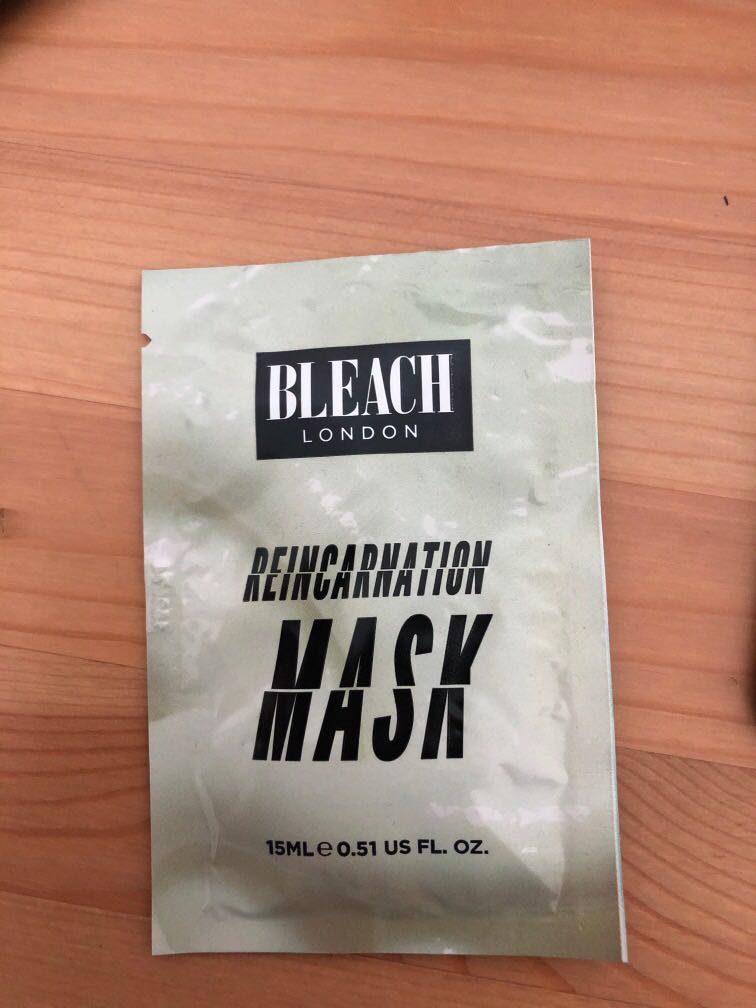 BLEACH
LONDON
REINCARNATION
MASK
15ML℮0.51 US FL. OZ.